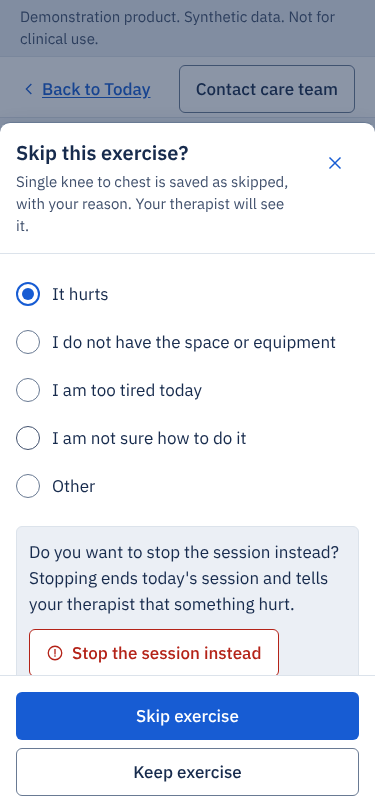 Demonstration product. Synthetic data. Not for
clinical use.
Back to Today
Contact care team
Skip this exercise?
Single knee to chest is saved as skipped,
with your reason. Your therapist will see
it.
It hurts
I do not have the space or equipment
I am too tired today
I am not sure how to do it
Other
Do you want to stop the session instead?
Stopping ends today's session and tells
your therapist that something hurt.
Stop the session instead
Skip exercise
Keep exercise